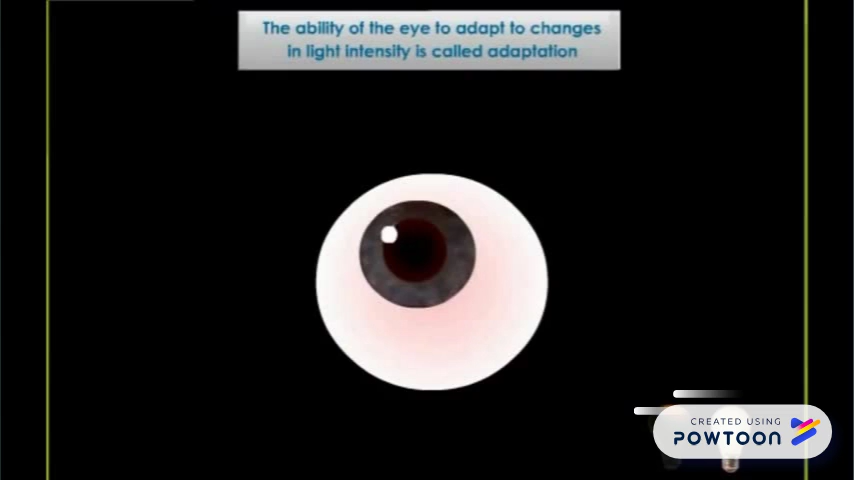 The ability of the eye to adapt to changes
in light intensity is called adaptation
CREATED USING
POWTOON